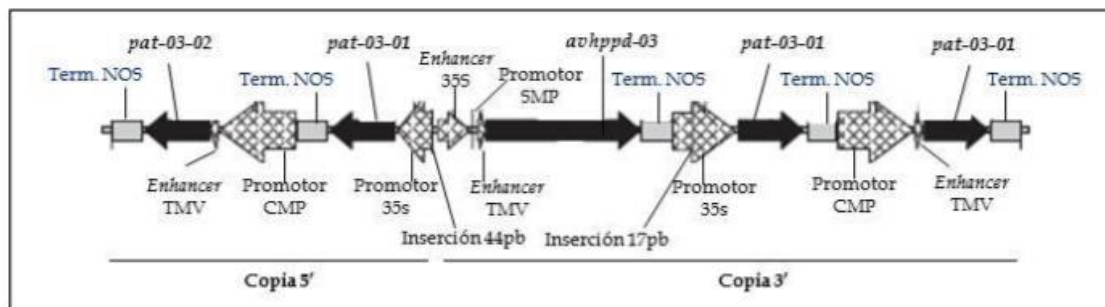 pat-03-02
pat-03-01
Enhancer
35S
avhppd-03
pat-03-01
pat-03-01
Term. NOS
Term. NOS
Promotor
SMP
Term. NOS
Term. NOS
Term. NOS
Enhancer
TMV
Promotor
CMP
Promotor
35s
Enhancer
TMV
Promotor
35s
Promotor
CMP
Enhancer
TMV
Inserción 44pb
Inserción 17pb
Copia 5'
Copia 3'